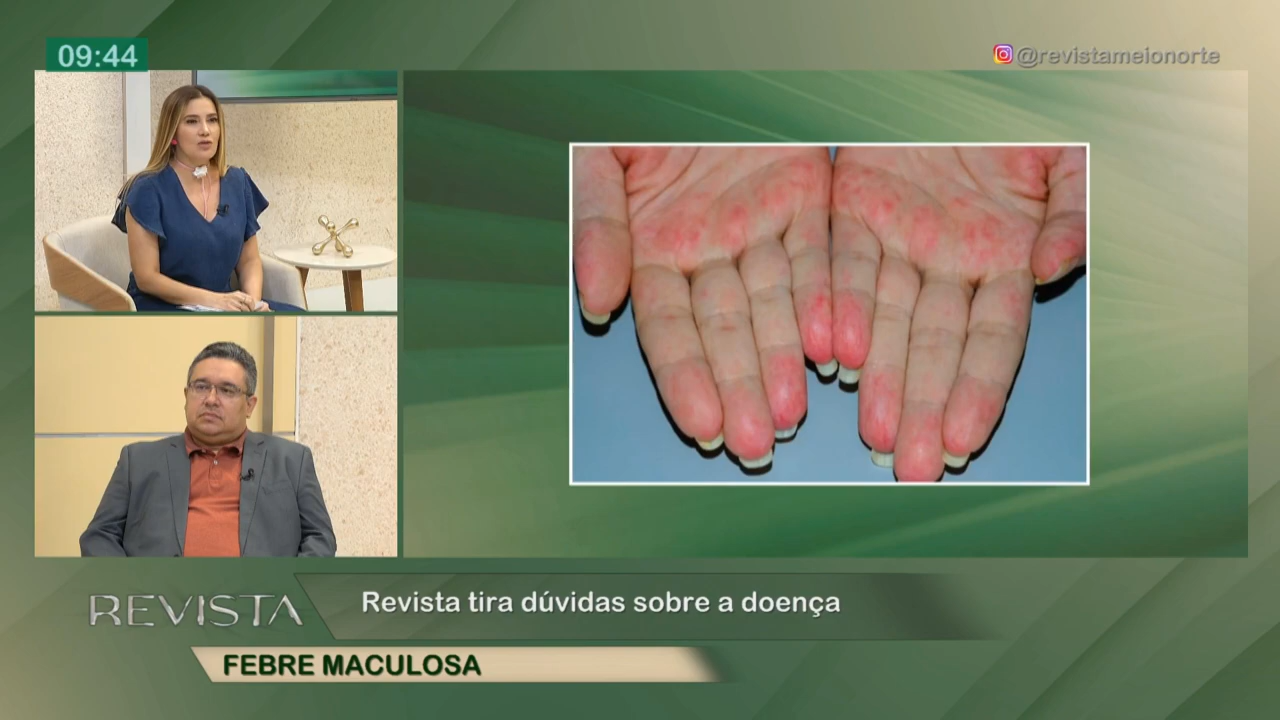 09:44
@revistameionorte
Revista tira dúvidas sobre a doença
REVISTA
FEBRE MACULOSA